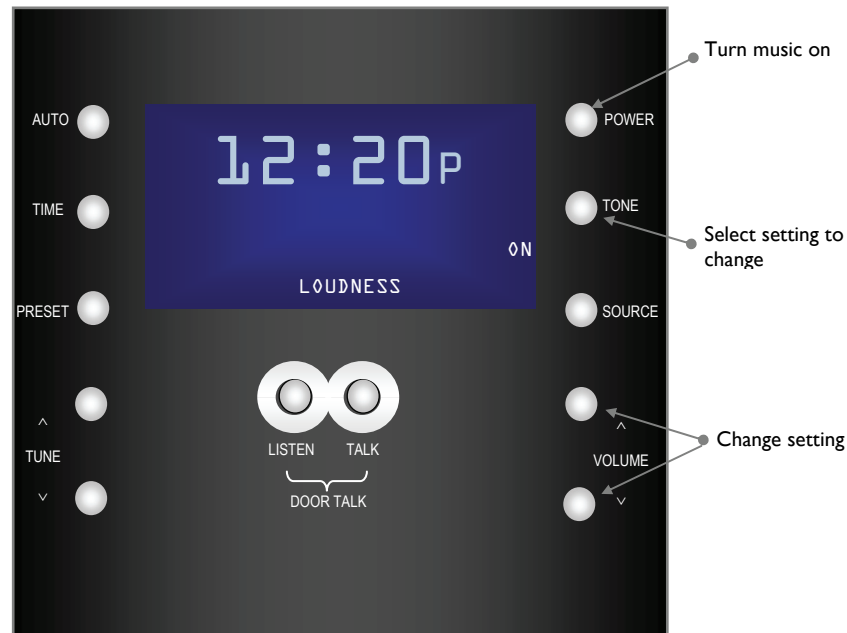 Turn music on
AUTO
POWER
12:20P
TIME
TONE
Select setting to
change
ON
LOUDNESS
PRESET
SOURCE
^
TUNE
v
LISTEN TALK
DOOR TALK
^
VOLUME
v
Change setting